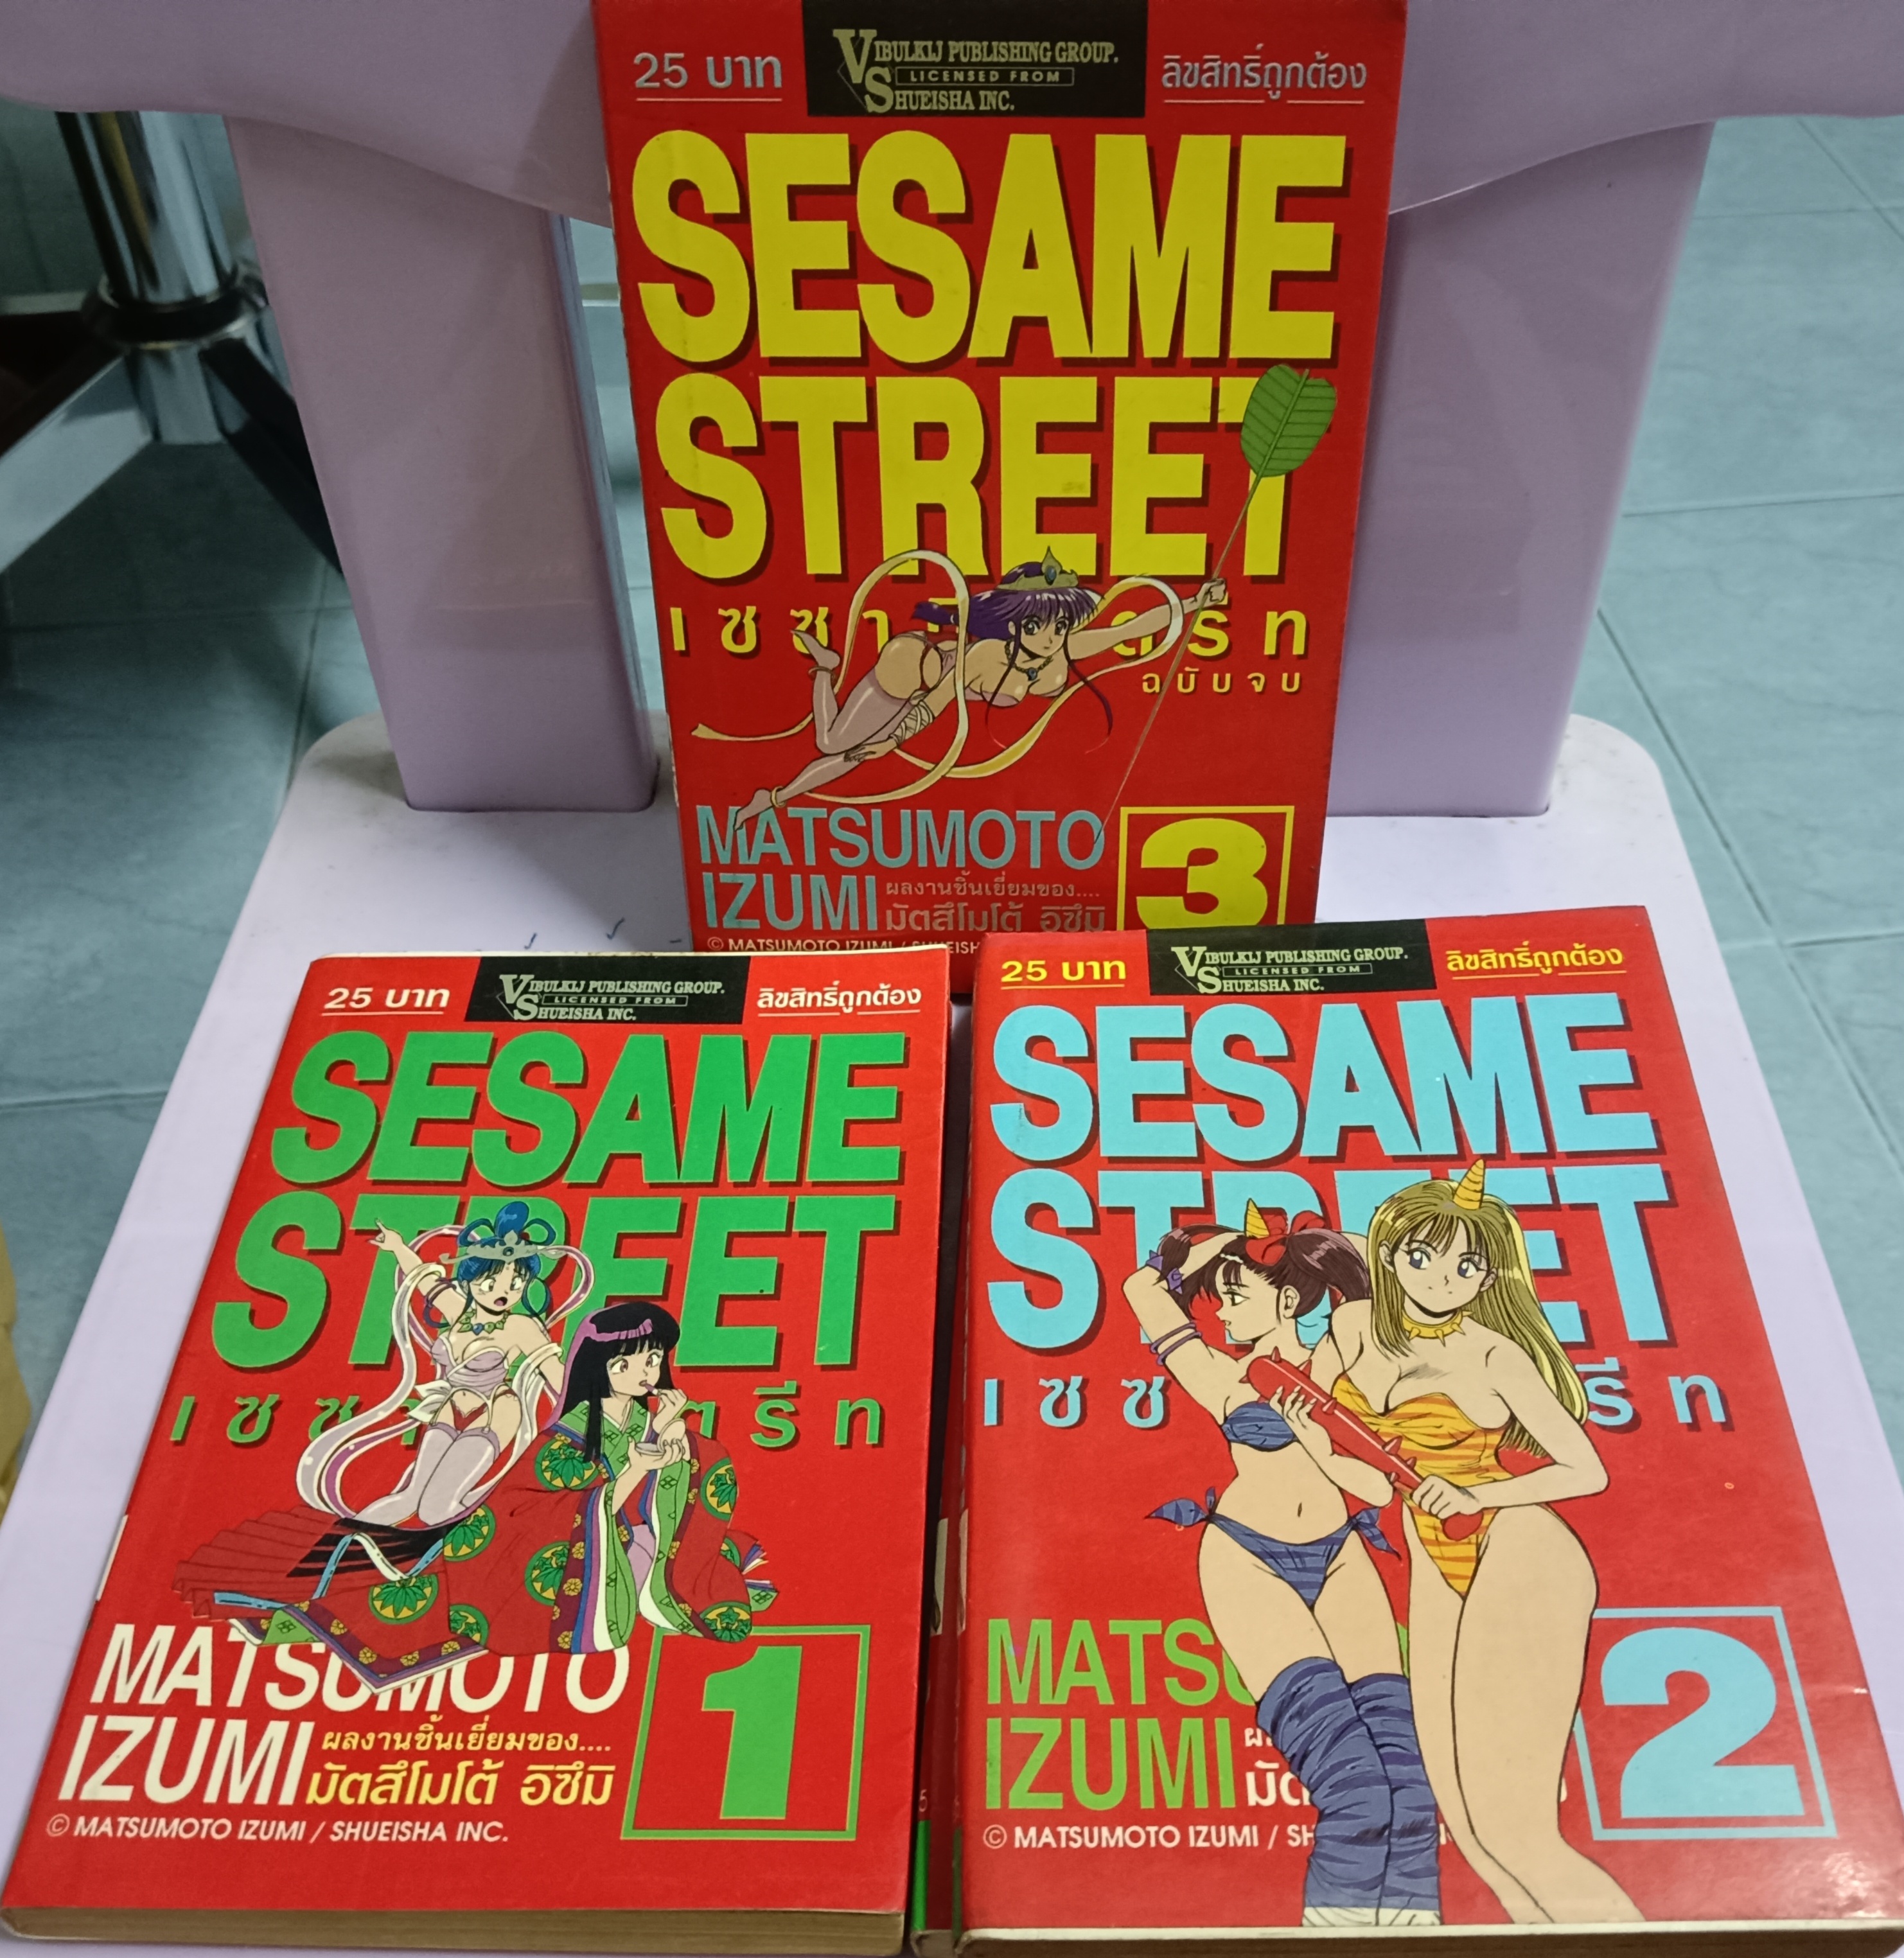 25 บาท
VIBULKIJ PUBLISHING GROUP.
LICENSED FROM
SHUEISHA INC.
ลิขสิทธิ์ถูกต้อง
SESAME
STREET
ฉบับจบ
MATSUMOTO
IZUMI
ผลงานชิ้นเยี่ยมของ....
มัตสึโมโต้ อิซึมิ
3
© MATSUMOTO IZUMI /
25 บาท
VIBULKIJ PUBLISHING GROUP.
LICENSED FROM
SHUEISHA INC.
ลิขสิทธิ์ถูกต้อง
SESAME
STREET
MATSUMOTO
IZUMI
ผลงานชิ้นเยี่ยมของ....
มัตสึโมโต้ อิซึมิ
1
© MATSUMOTO IZUMI / SHUEISHA INC.
25 บาท
VIBULKIJ PUBLISHING GROUP.
LICENSED FROM
SHUEISHA INC.
ลิขสิทธิ์ถูกต้อง
SESAME
STREET
IZUMI
2
© MATSUMOTO IZUMI /